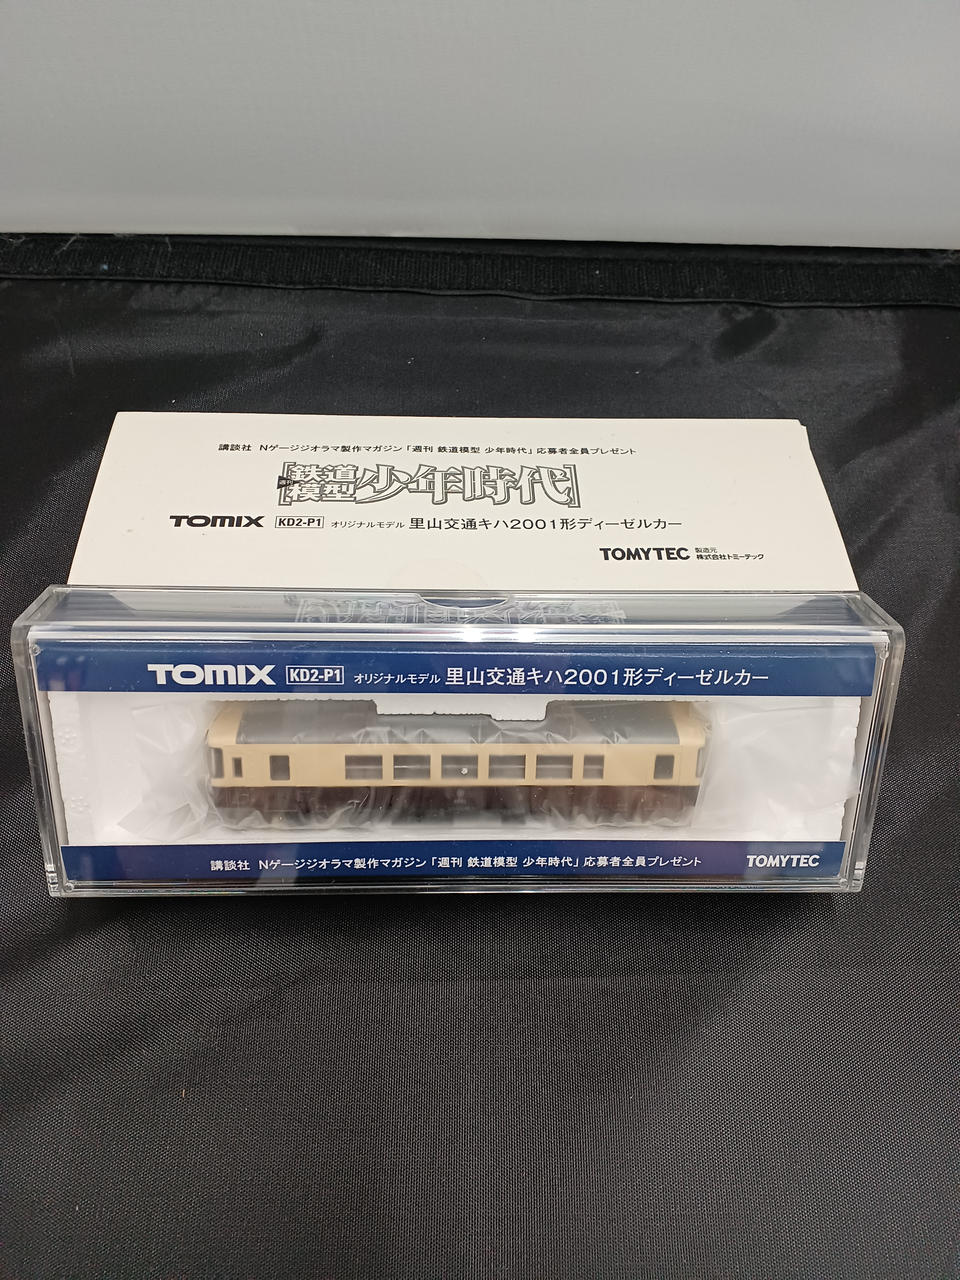 講談社 Nゲージジオラマ製作マガジン「週刊 鉄道模型 少年時代」応募者全員プレゼント
週刊 鉄道模型 少年時代
TOMIX KD2-P1 オリジナルモデル 里山交通キハ2001形ディーゼルカー
TOMYTEC 製造元 株式会社トミーテック
TOMIX KD2-P1 オリジナルモデル 里山交通キハ2001形ディーゼルカー
講談社 Nゲージジオラマ製作マガジン「週刊 鉄道模型 少年時代」応募者全員プレゼント TOMYTEC